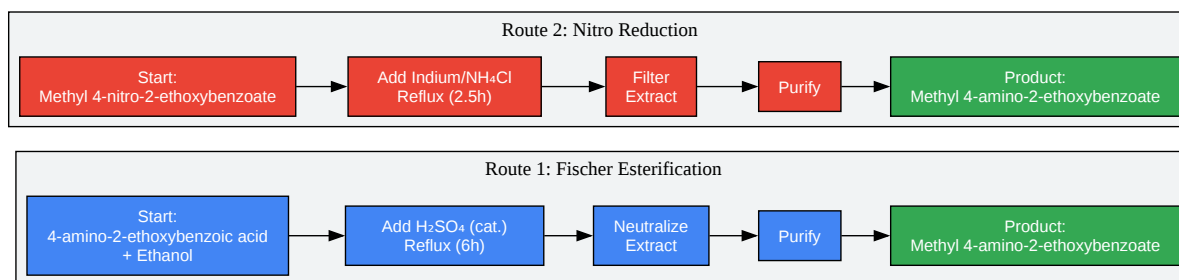 Route 2: Nitro Reduction
Start:
Methyl 4-nitro-2-ethoxybenzoate
Add Indium/NH₄Cl
Reflux (2.5h)
Filter
Extract
Purify
Product:
Methyl 4-amino-2-ethoxybenzoate
Route 1: Fischer Esterification
Start:
4-amino-2-ethoxybenzoic acid
+ Ethanol
Add H₂SO₄ (cat.)
Reflux (6h)
Neutralize
Extract
Purify
Product:
Methyl 4-amino-2-ethoxybenzoate